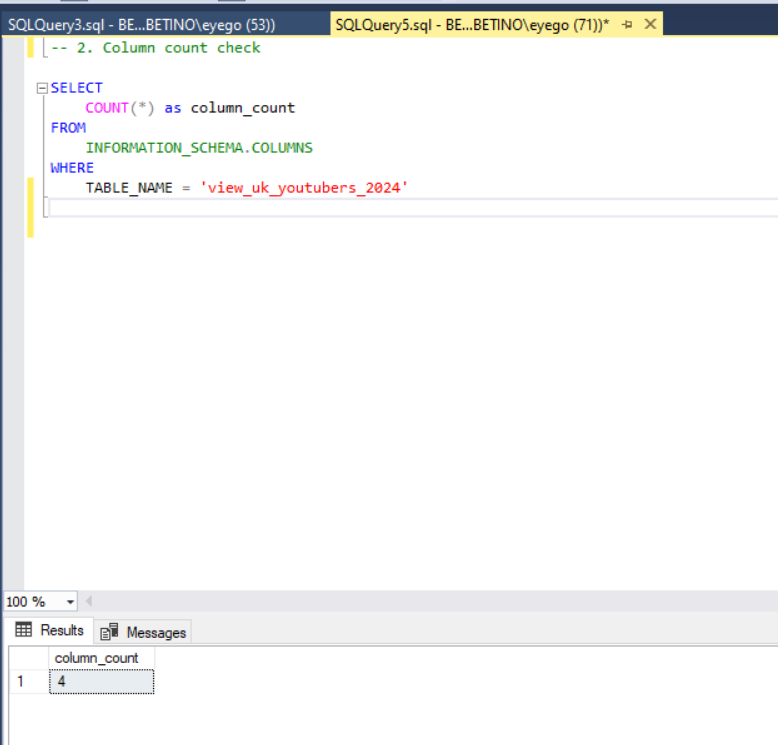 SQLQuery3.sql - BE...BETINO\eyego (53))
SQLQuery5.sql - BE...BETINO\eyego (71))*
-- 2. Column count check
SELECT
COUNT(*) as column_count
FROM
INFORMATION_SCHEMA.COLUMNS
WHERE
TABLE_NAME = 'view_uk_youtubers_2024'
100 %
Results
Messages
column_count
1 4